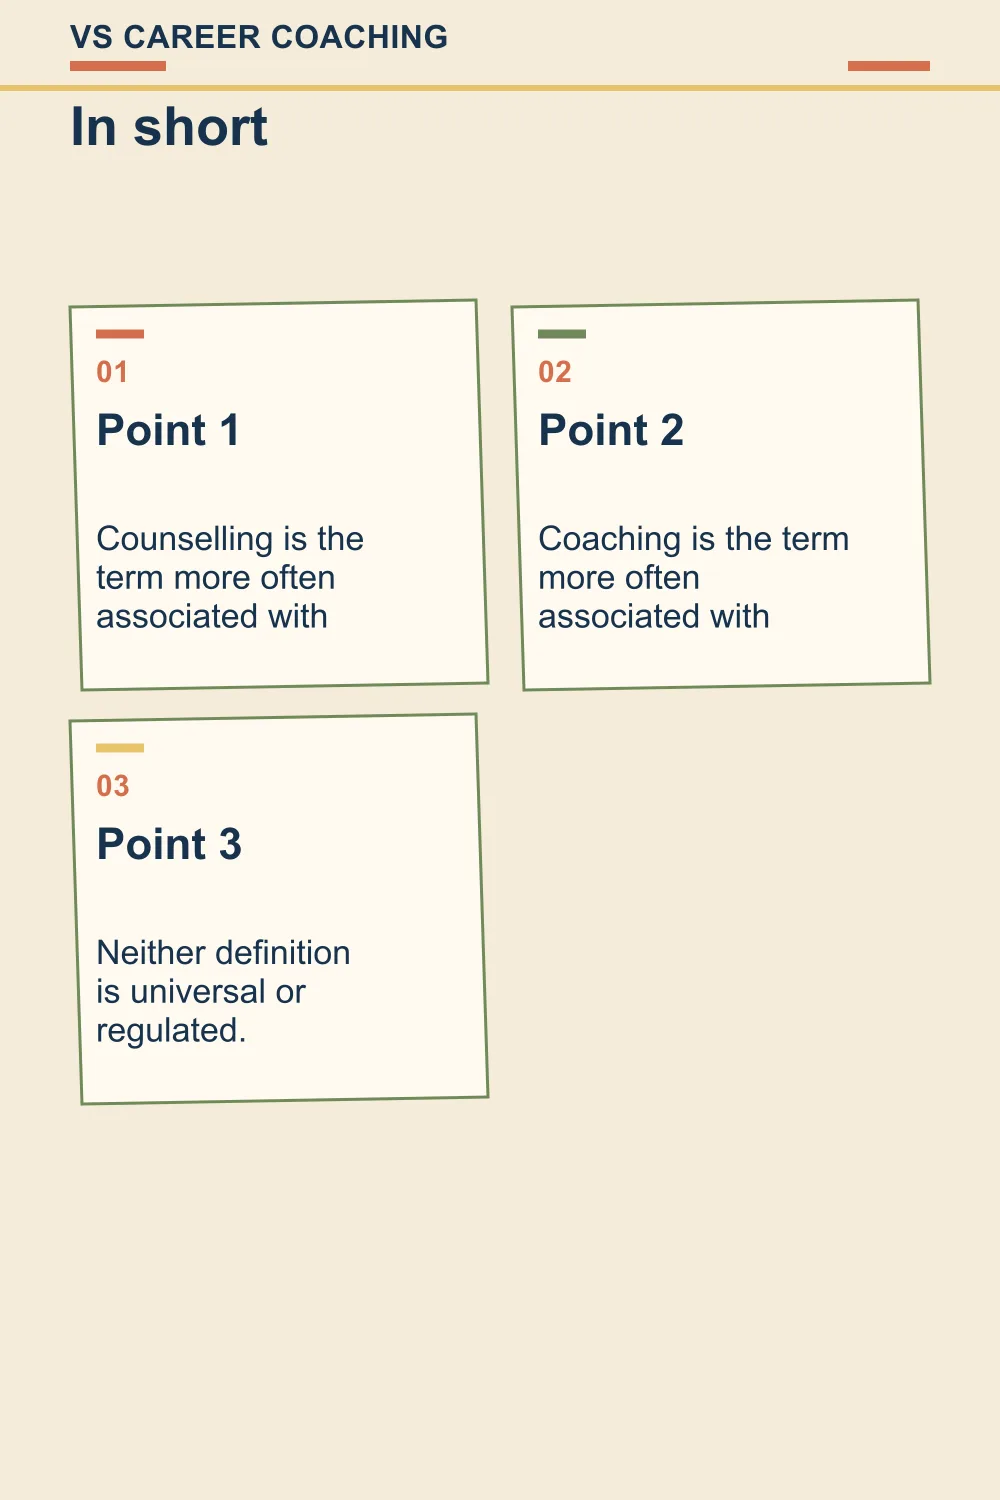 VS CAREER COACHING
In short
01
Point 1
Counselling is the
term more often
associated with
02
Point 2
Coaching is the term
more often
associated with
03
Point 3
Neither definition
is universal or
regulated.